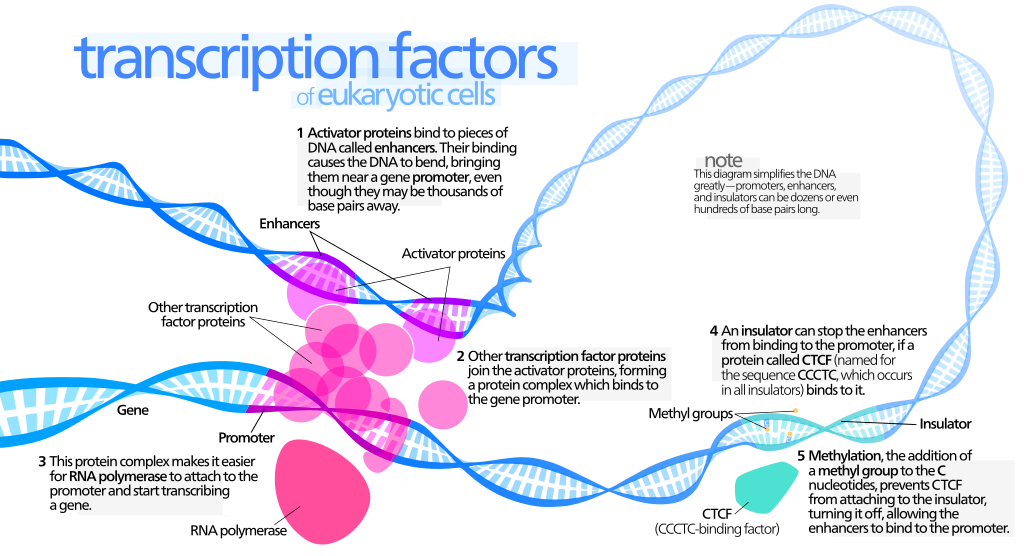 transcription factors
of eukaryotic cells
1 Activator proteins bind to pieces of
DNA called enhancers. Their binding
causes the DNA to bend, bringing
them near a gene promoter, even
though they may be thousands of
base pairs away.
note
This diagram simplifies the DNA
greatly—promoters, enhancers,
and insulators can be dozens or even
hundreds of base pairs long.
Enhancers
Activator proteins
Other transcription
factor proteins
2 Other transcription factor proteins
join the activator proteins, forming
a protein complex which binds to
the gene promoter.
4 An insulator can stop the enhancers
from binding to the promoter, if a
protein called CTCF (named for
the sequence CCCTC, which occurs
in all insulators) binds to it.
Gene
Promoter
Methyl groups
Insulator
3 This protein complex makes it easier
for RNA polymerase to attach to the
promoter and start transcribing
a gene.
RNA polymerase
5 Methylation, the addition of
a methyl group to the C
nucleotides, prevents CTCF
from attaching to the insulator,
turning it off, allowing the
enhancers to bind to the promoter.
CTCF
(CCCTC-binding factor)